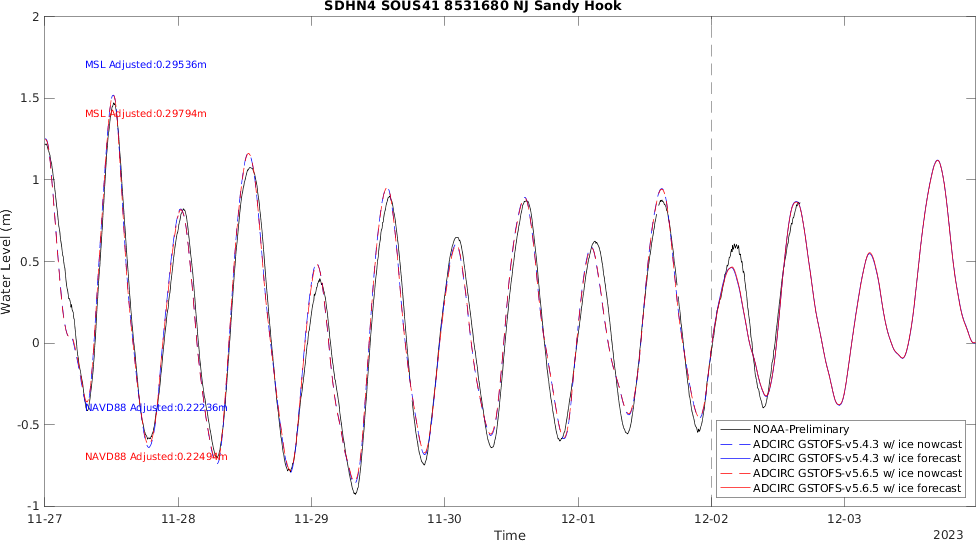 SDHN4 SOUS41 8531680 NJ Sandy Hook
2
1.5
1
0.5
0
-0.5
-1
Water Level (m)
MSL Adjusted:0.29536m
MSL Adjusted:0.29794m
NAVD88 Adjusted:0.22236m
NAVD88 Adjusted:0.22494m
NOAA-Preliminary
ADCIRC GSTOFS-v5.4.3 w/ ice nowcast
ADCIRC GSTOFS-v5.4.3 w/ ice forecast
ADCIRC GSTOFS-v5.6.5 w/ ice nowcast
ADCIRC GSTOFS-v5.6.5 w/ ice forecast
11-27 11-28 11-29 11-30 12-01 12-02 12-03
Time
2023